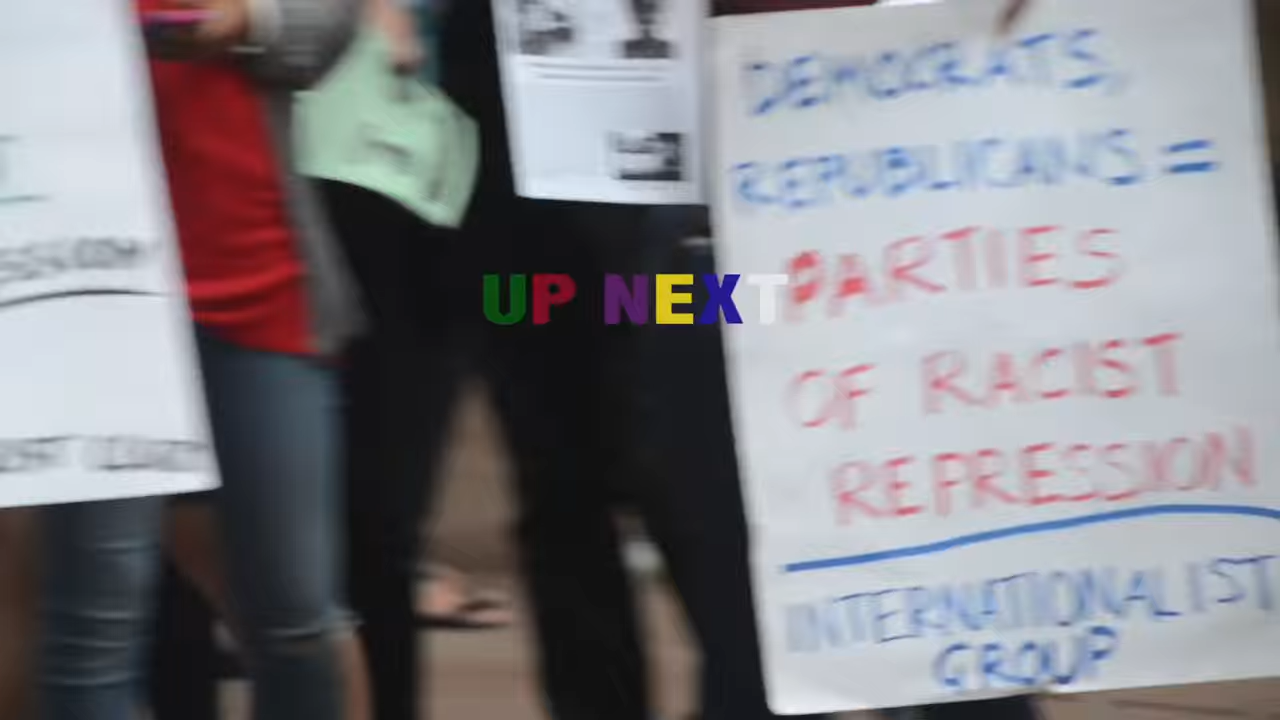 DEMOCRATS,
REPUBLICANS =
PARTIES
OF RACIST
REPRESSION
INTERNATIONALIST
GROUP
UP NEXT